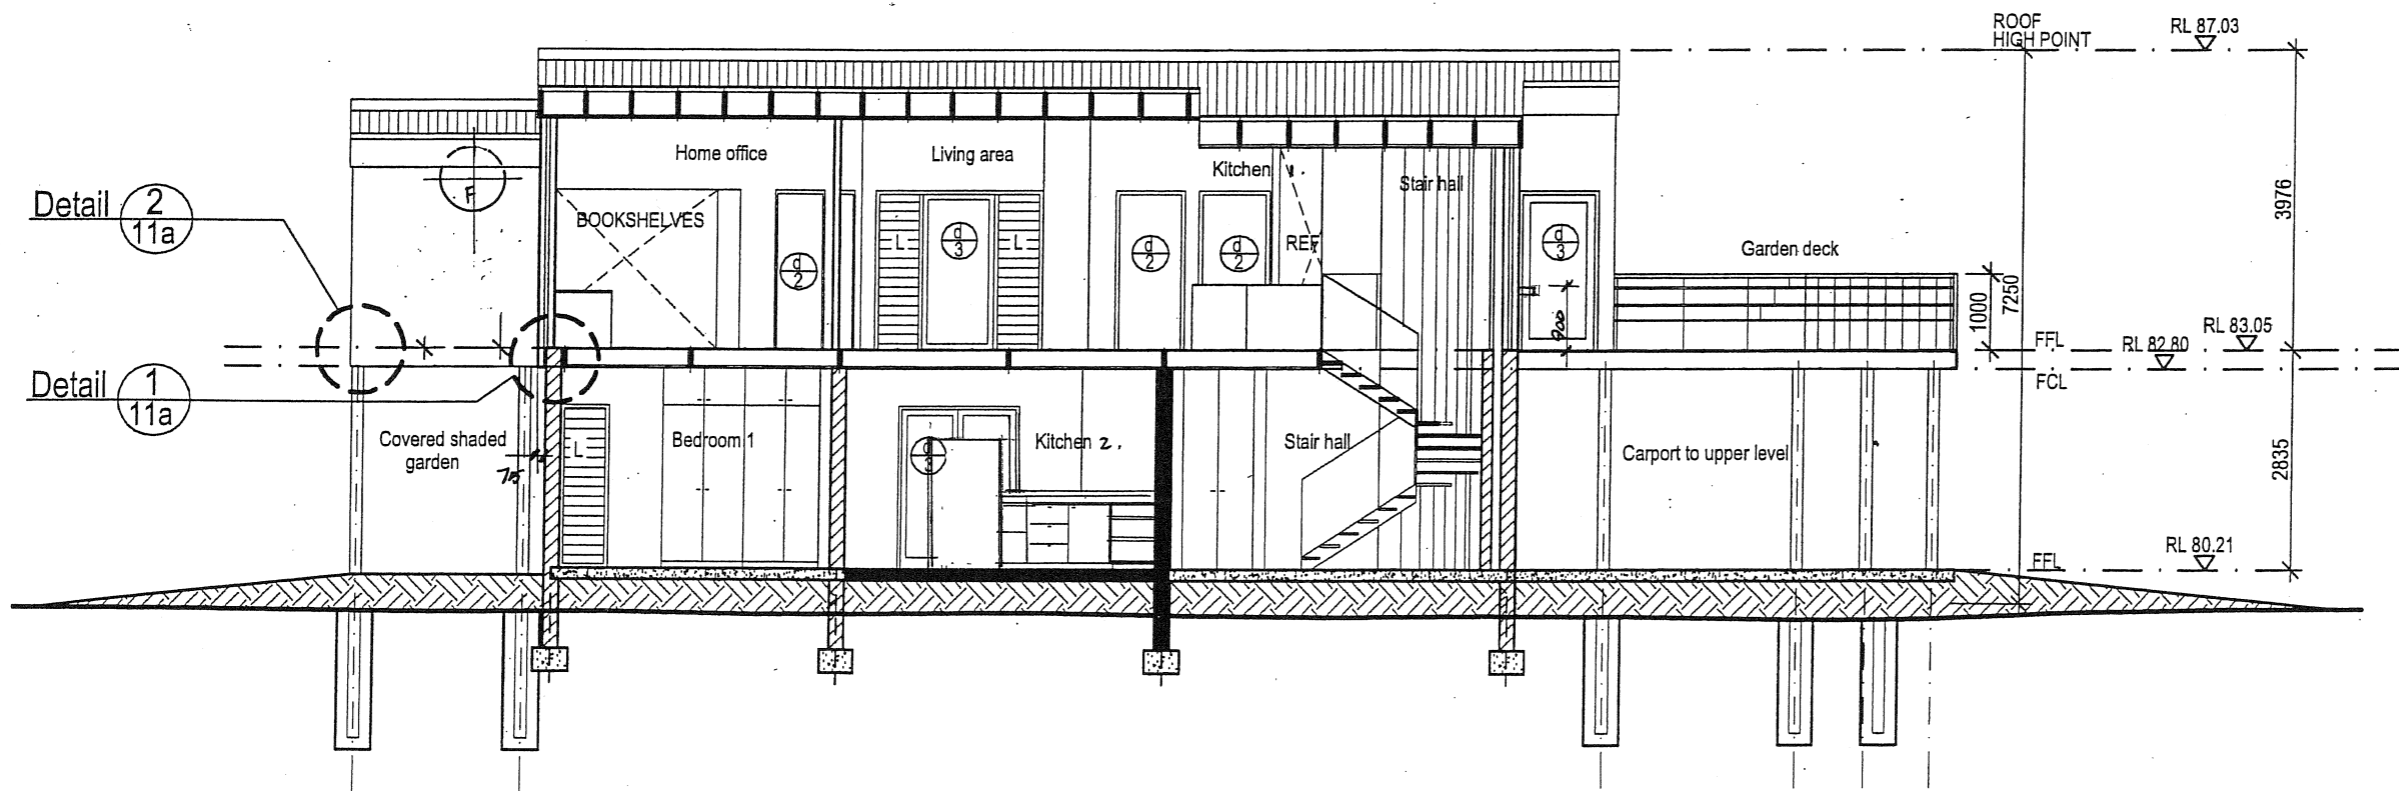 ROOF
HIGH POINT
RL 87.03
Home office
Living area
Kitchen 1.
Stair hall
F
Detail 2
11a
BOOKSHELVES
d
2
L
d
3
L
d
2
d
2
REF
d
3
Garden deck
3976
900
1000
7250
FFL
RL 83.05
RL 82.80
FCL
Detail 1
11a
Covered shaded
garden
75
L
Bedroom 1
d
3
Kitchen 2.
Stair hall
Carport to upper level
2835
RL 80.21
FFL